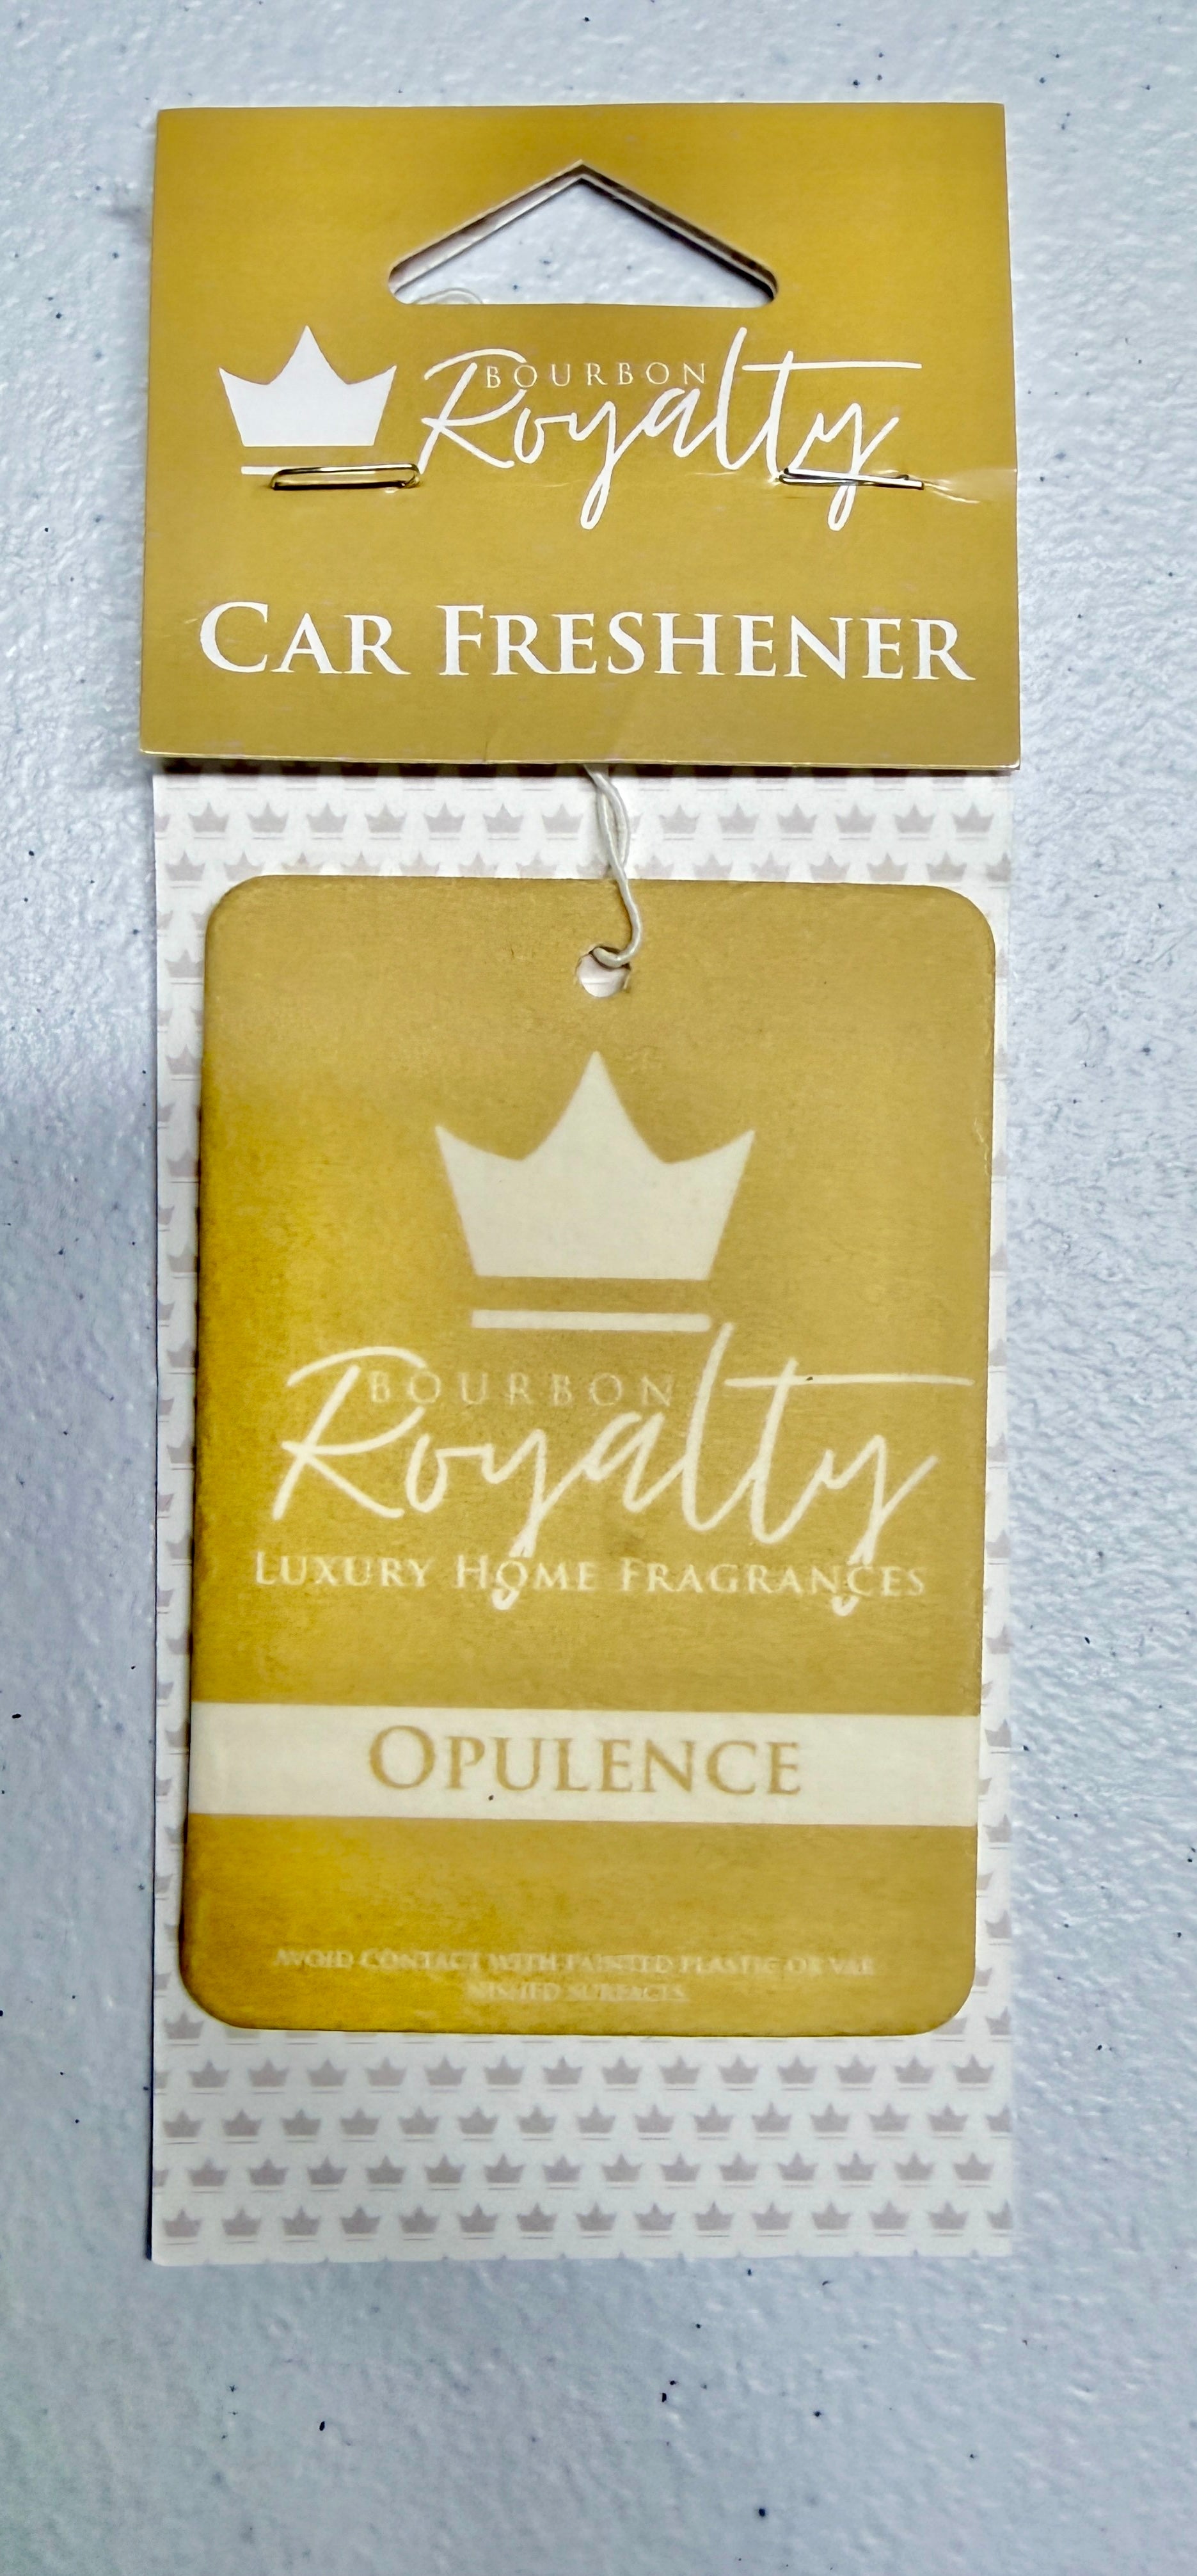 BOURBON
Royalty
CAR FRESHENER
BOURBON
Royalty
LUXURY HOME FRAGRANCES
OPULENCE
AVOID CONTACT WITH PAINTED PLASTIC OR VAR
NISHED SURFACES